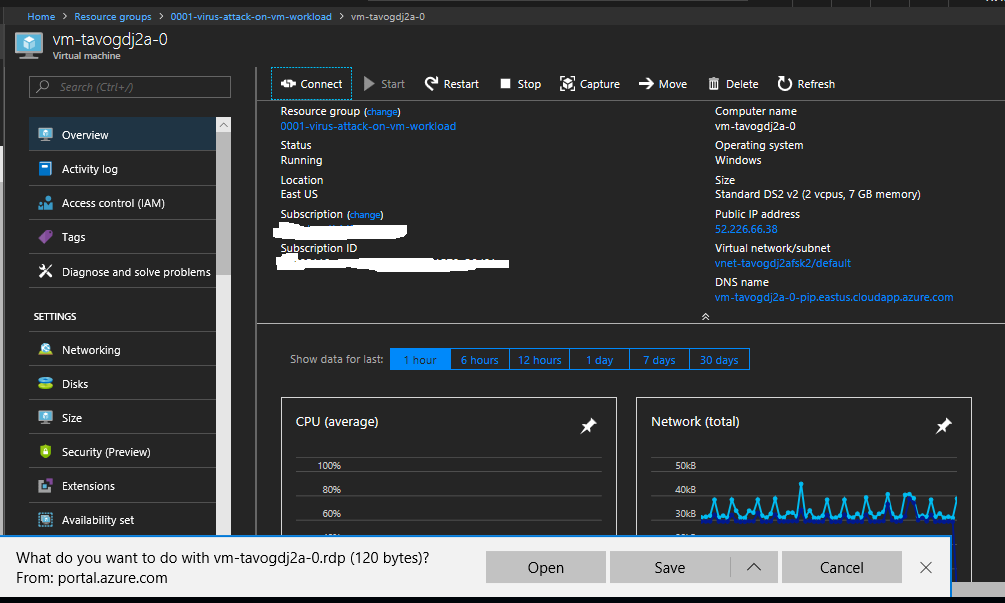 Home > Resource groups > 0001-virus-attack-on-vm-workload > vm-tavogdj2a-0
vm-tavogdj2a-0
Virtual machine
Search (Ctrl+/)
Overview
Activity log
Access control (IAM)
Tags
Diagnose and solve problems
SETTINGS
Networking
Disks
Size
Security (Preview)
Extensions
Availability set
Connect Start Restart Stop Capture Move Delete Refresh
Resource group (change)
0001-virus-attack-on-vm-workload
Status
Running
Location
East US
Subscription (change)
Subscription ID
Computer name
vm-tavogdj2a-0
Operating system
Windows
Size
Standard DS2 v2 (2 vcpus, 7 GB memory)
Public IP address
52.226.66.38
Virtual network/subnet
vnet-tavogdj2afsk2/default
DNS name
vm-tavogdj2a-0-pip.eastus.cloudapp.azure.com
Show data for last: 1 hour 6 hours 12 hours 1 day 7 days 30 days
CPU (average)
100%
80%
60%
Network (total)
50kB
40kB
30kB
What do you want to do with vm-tavogdj2a-0.rdp (120 bytes)?
From: portal.azure.com
Open Save Cancel